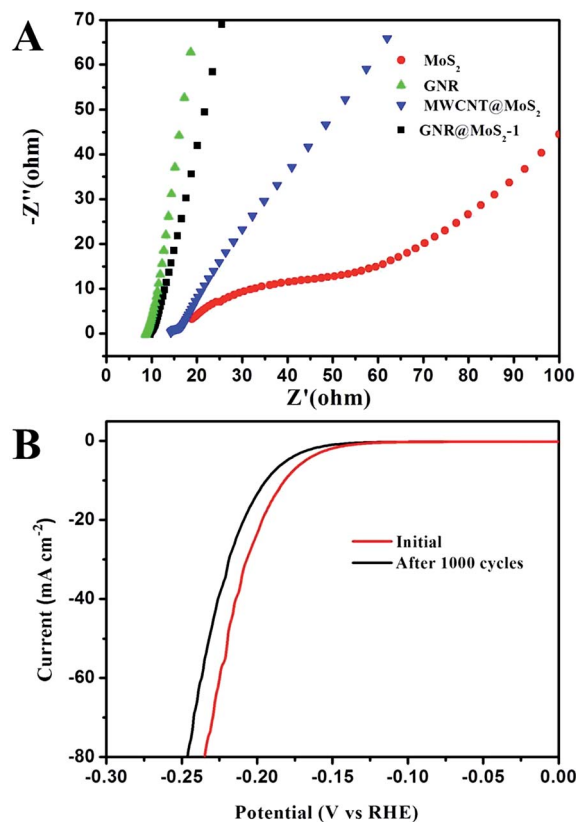 A
70
60
50
40
30
20
10
0
-Z''(ohm)
MoS2
GNR
MWCNT@MoS2
GNR@MoS2-1
0 10 20 30 40 50 60 70 80 90 100
Z'(ohm)
B
0
-20
-40
-60
-80
Current (mA cm-2)
Initial
After 1000 cycles
-0.30 -0.25 -0.20 -0.15 -0.10 -0.05 0.00
Potential (V vs RHE)